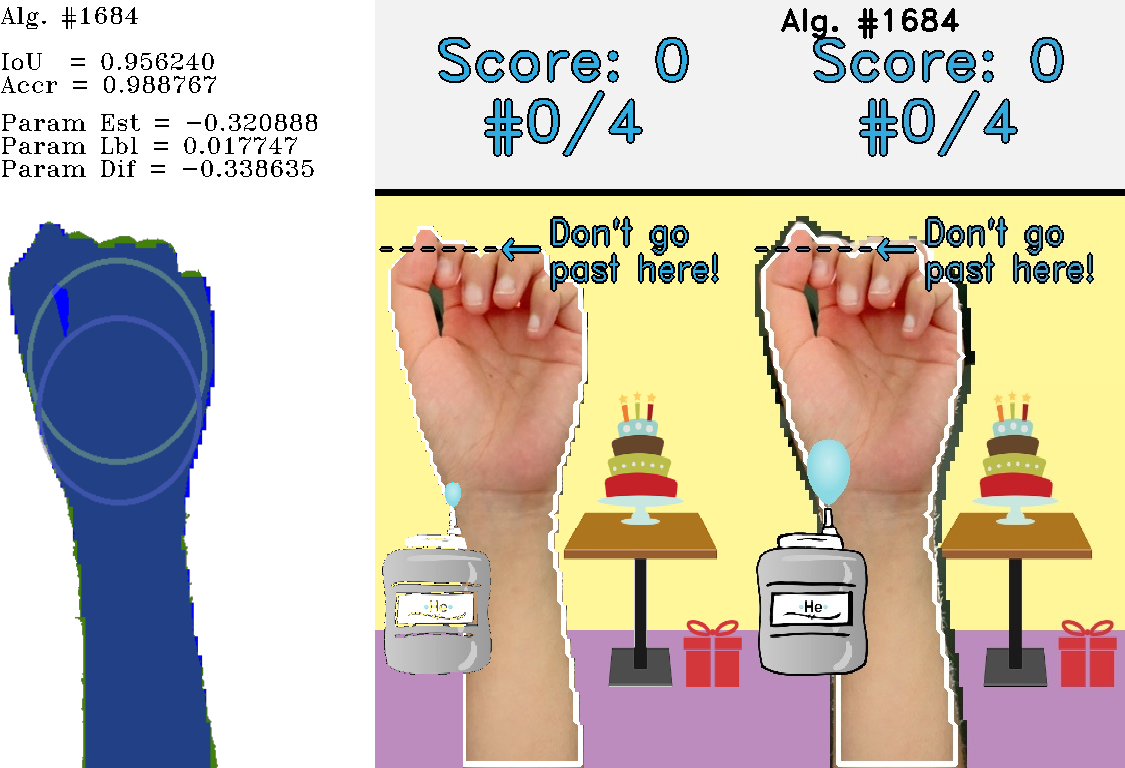 Alg. #1684
IoU = 0.956240
Accr = 0.988767
Param Est = −0.320888
Param Lbl = 0.017747
Param Dif = −0.338635
Score: 0
#0/4
Don't go
past here!
He
Alg. #1684
Score: 0
#0/4
Don't go
past here!
He